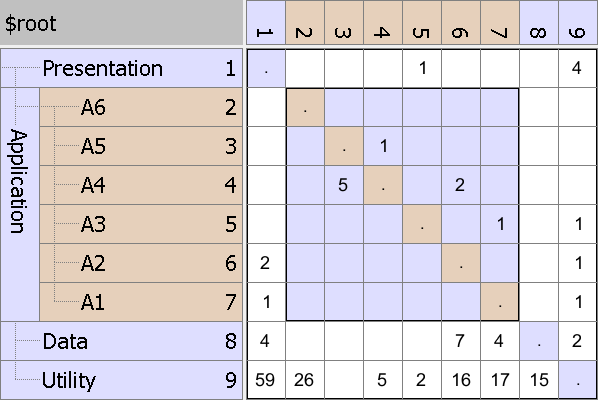 $root 1 2 3 4 5 6 7 8 9
Presentation 1 . 1 4
Application
A6 2 .
A5 3 . 1
A4 4 5 . 2
A3 5 . 1 1
A2 6 2 . 1
A1 7 1 . 1
Data 8 4 7 4 . 2
Utility 9 59 26 5 2 16 17 15 .